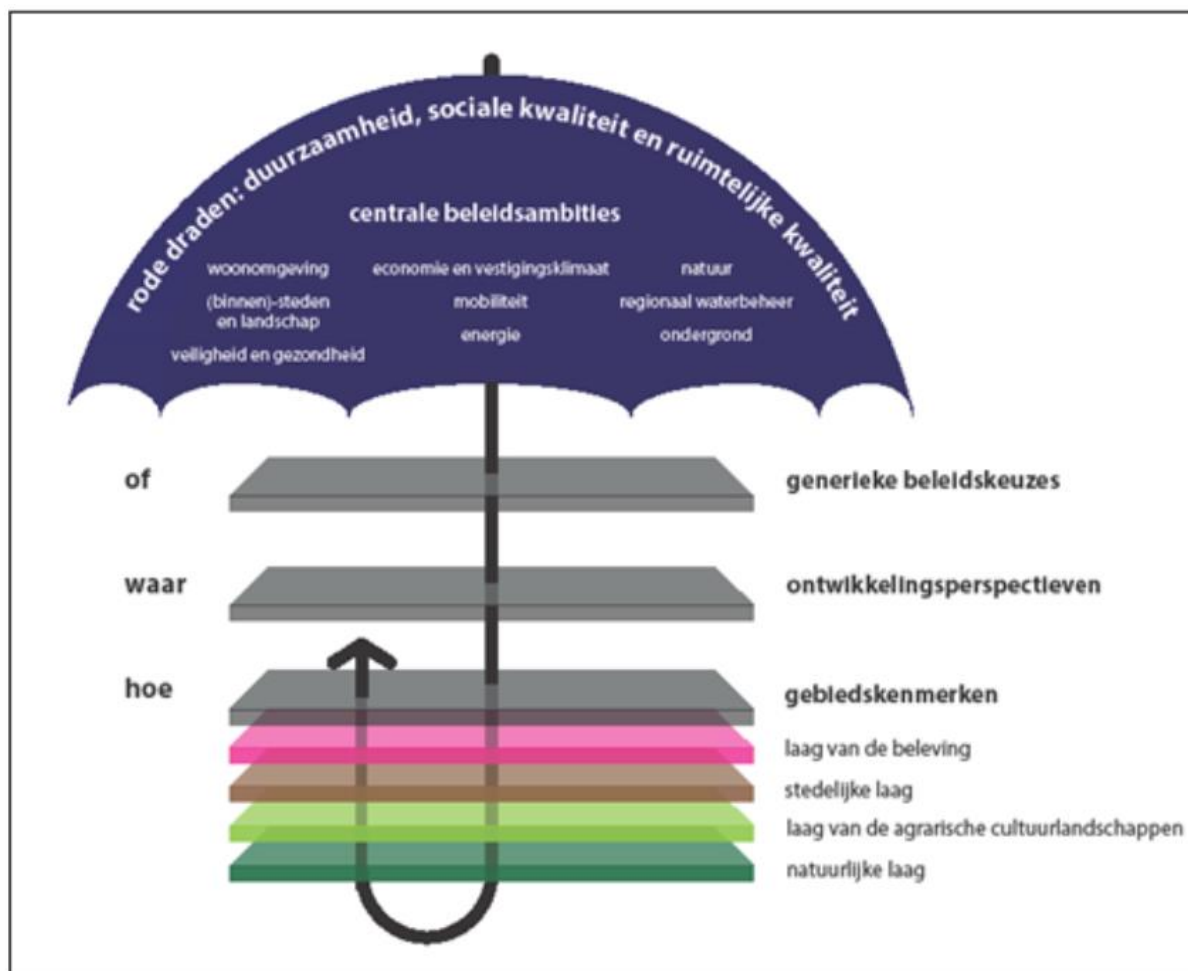 rode draden: duurzaamheid, sociale kwaliteit en ruimtelijke kwaliteit
centrale beleidsambities
woonomgeving
(binnen)-steden
en landschap
veiligheid en gezondheid
economie en vestigingsklimaat
mobiliteit
energie
natuur
regionaal waterbeheer
ondergrond
of
generieke beleidskeuzes
waar
ontwikkelingsperspectieven
hoe
gebiedskenmerken
laag van de beleving
stedelijke laag
laag van de agrarische cultuurlandschappen
natuurlijke laag